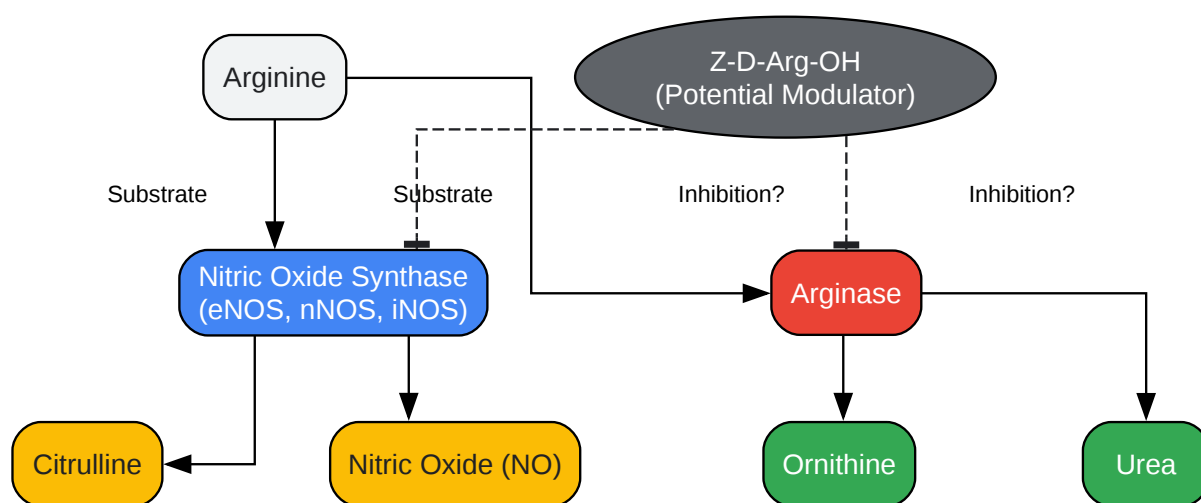 Arginine
Z-D-Arg-OH
(Potential Modulator)
Substrate
Substrate
Inhibition?
Inhibition?
Nitric Oxide Synthase
(eNOS, nNOS, iNOS)
Arginase
Citrulline
Nitric Oxide (NO)
Ornithine
Urea